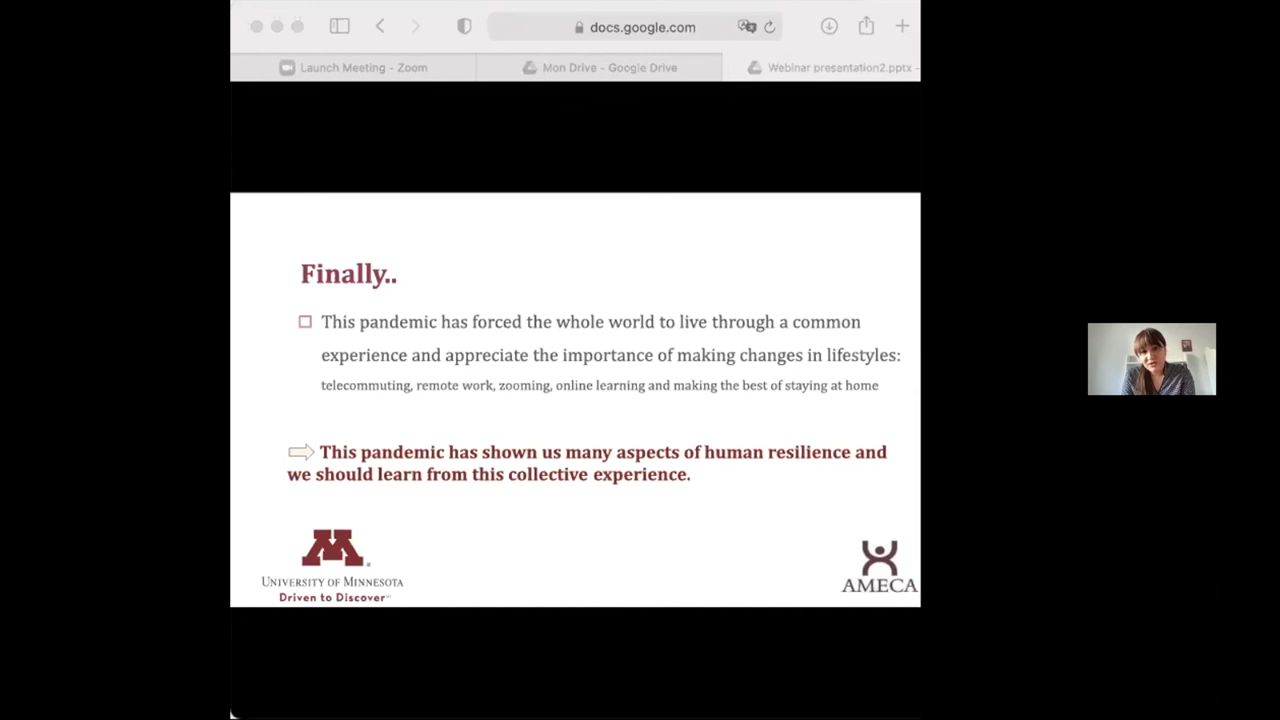 docs.google.com
Launch Meeting - Zoom
Mon Drive - Google Drive
Webinar presentation2.pptx -
Finally..
This pandemic has forced the whole world to live through a common
experience and appreciate the importance of making changes in lifestyles:
telecommuting, remote work, zooming, online learning and making the best of staying at home
This pandemic has shown us many aspects of human resilience and
we should learn from this collective experience.
M
UNIVERSITY OF MINNESOTA
Driven to Discover℠
AMECA